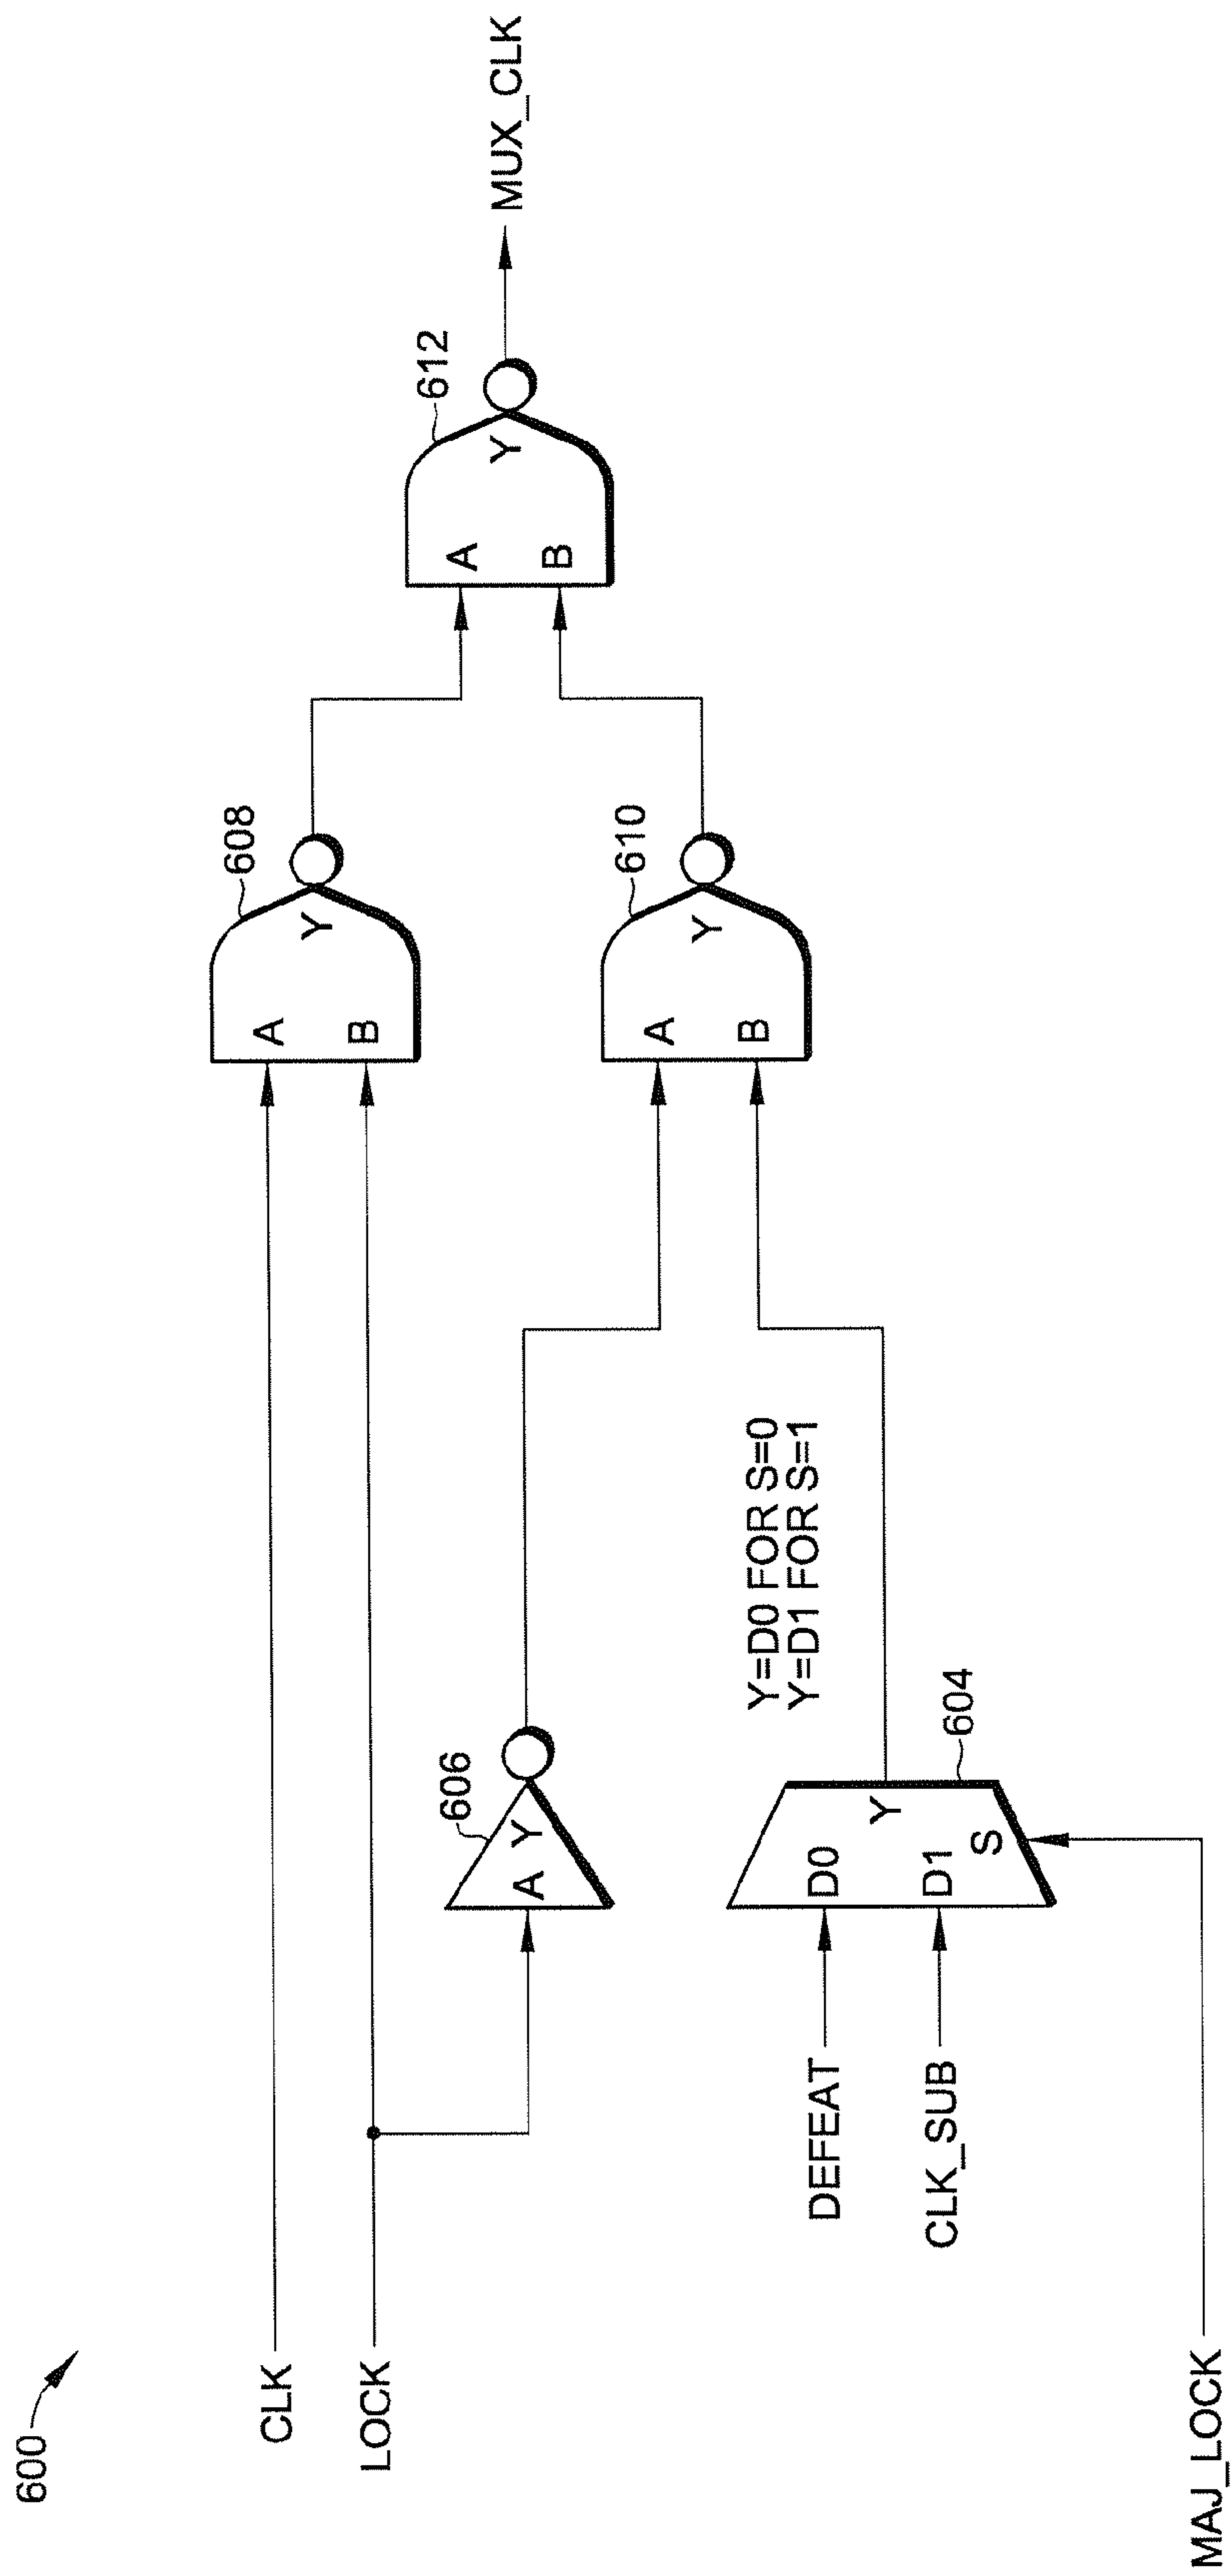 600
CLK
LOCK
606
A
Y
DEFEAT
CLK_SUB
D0
D1
S
Y
604
Y=D0 FOR S=0
Y=D1 FOR S=1
MAJ_LOCK
608
A
B
Y
610
A
B
Y
612
A
B
Y
MUX_CLK